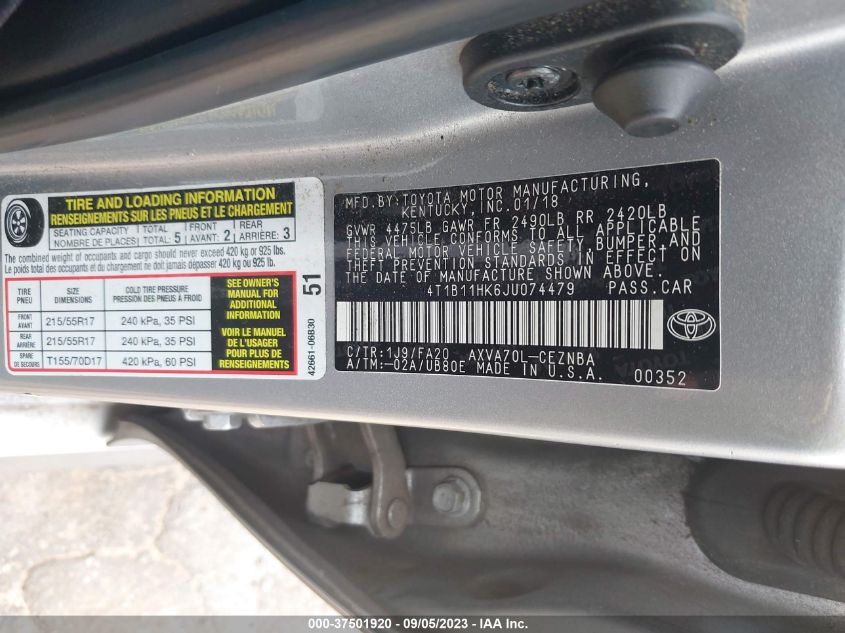 TIRE AND LOADING INFORMATION
RENSEIGNEMENTS SUR LES PNEUS ET LE CHARGEMENT
SEATING CAPACITY TOTAL 5 FRONT 2 REAR 3
NOMBRE DE PLACES: TOTAL: AVANT: ARRIÈRE:
The combined weight of occupants and cargo should never exceed 420 kg or 925 lbs.
Le poids total des occupants et du chargement ne doit jamais dépasser 420 kg ou 925 lb.
TIRE COLD TIRE PRESSURE
PNEU PRESSION DES PNEUS À FROID
FRONT AVANT 215/55R17 240 kPa, 35 PSI
REAR ARRIÈRE 215/55R17 240 kPa, 35 PSI
SPARE DE SECOURS T155/70D17 420 kPa, 60 PSI
SEE OWNER'S
MANUAL FOR
ADDITIONAL
INFORMATION
VOIR LE MANUEL
DE L'USAGER
POUR PLUS DE
RENSEIGNEMENTS
51
42661-06B30
MFD.BY:TOYOTA MOTOR MANUFACTURING,
KENTUCKY, INC.01/18
GVWR 4475LB GAWR FR 2490LB RR 2420LB
THIS VEHICLE CONFORMS TO ALL APPLICABLE
FEDERAL MOTOR VEHICLE SAFETY, BUMPER, AND
THEFT PREVENTION STANDARDS IN EFFECT ON
THE DATE OF MANUFACTURE SHOWN ABOVE.
4T1B11HK6JU074479 PASS.CAR
C/TR:1J9/FA20 AXVA70L-CEZNBA
A/TM:-02A/UB80E MADE IN U.S.A. 00352
000-37501920 - 09/05/2023 - IAA Inc.